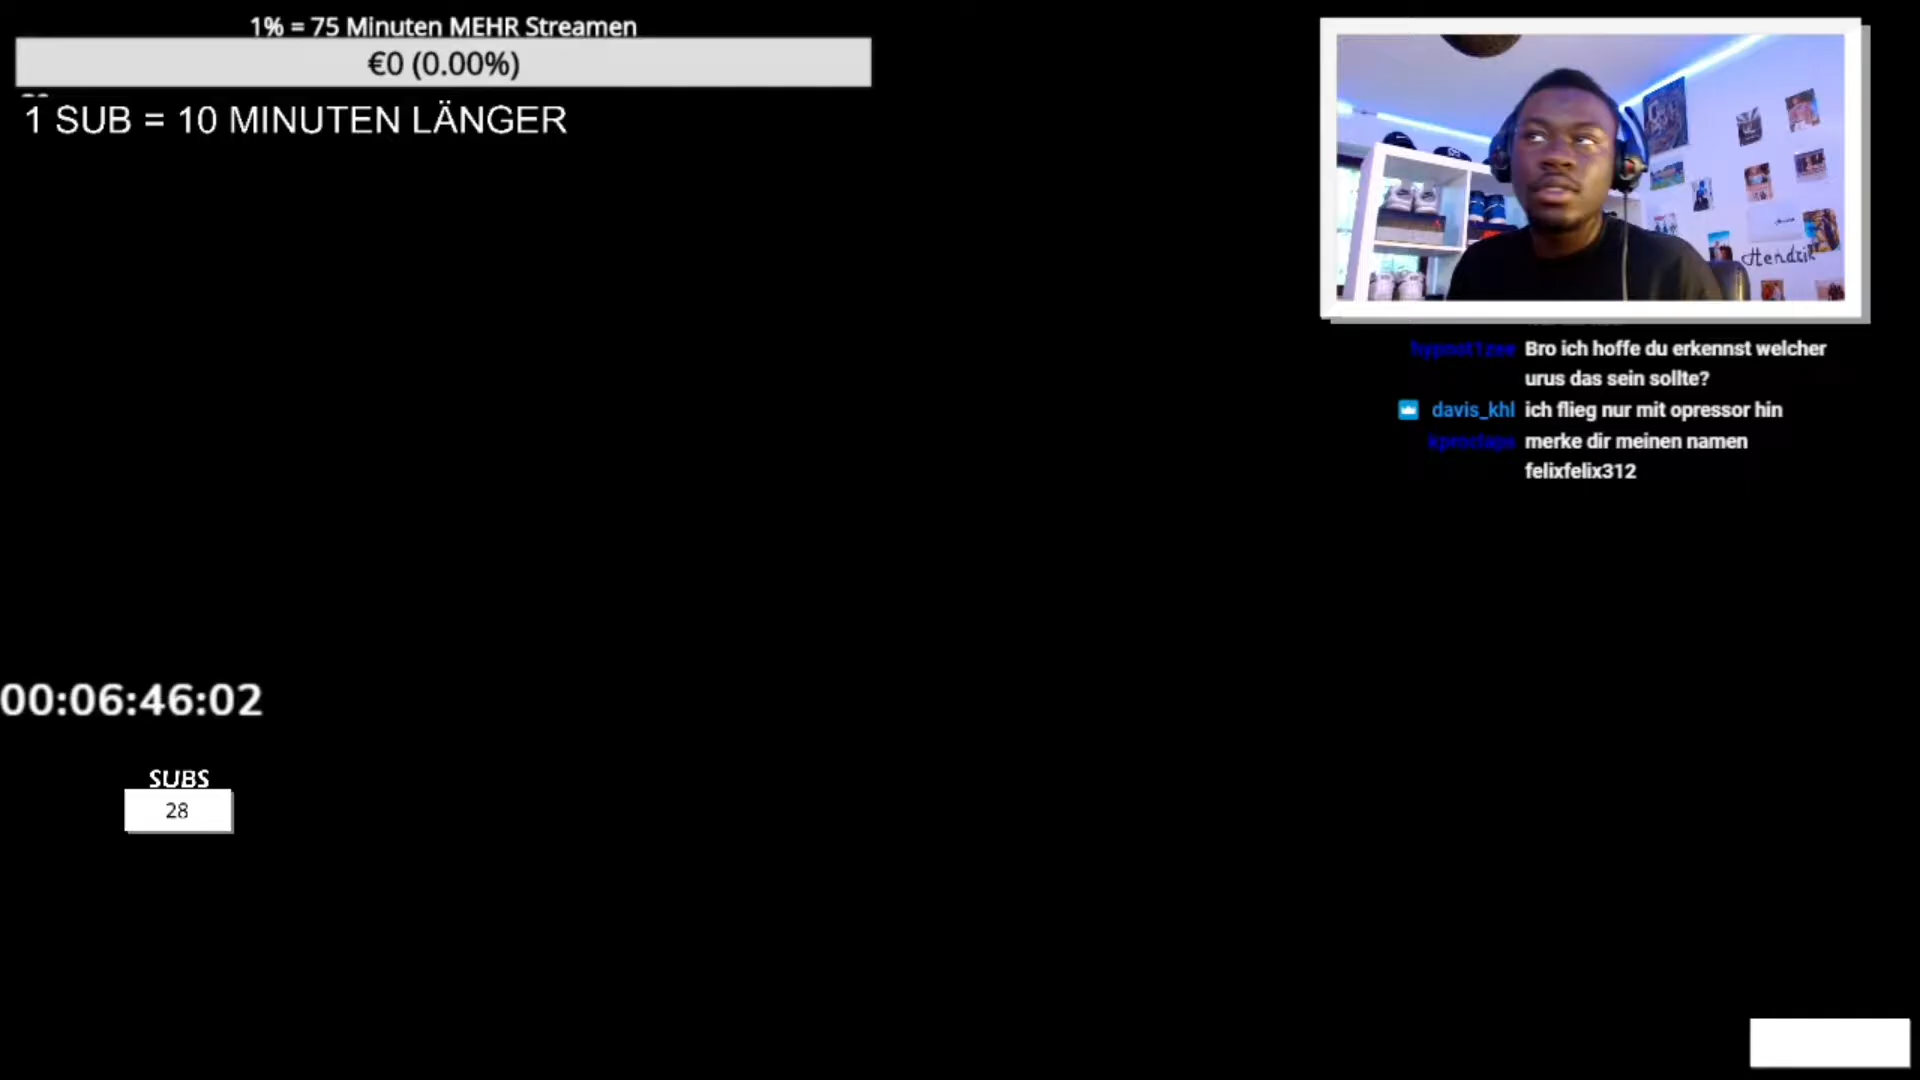 1% = 75 Minuten MEHR Streamen
€0 (0.00%)
1 SUB = 10 MINUTEN LÄNGER
Hendrik
Bro ich hoffe du erkennst welcher
urus das sein sollte?
davis_khl ich flieg nur mit opressor hin
merke dir meinen namen
felixfelix312
00:06:46:02
SUBS
28